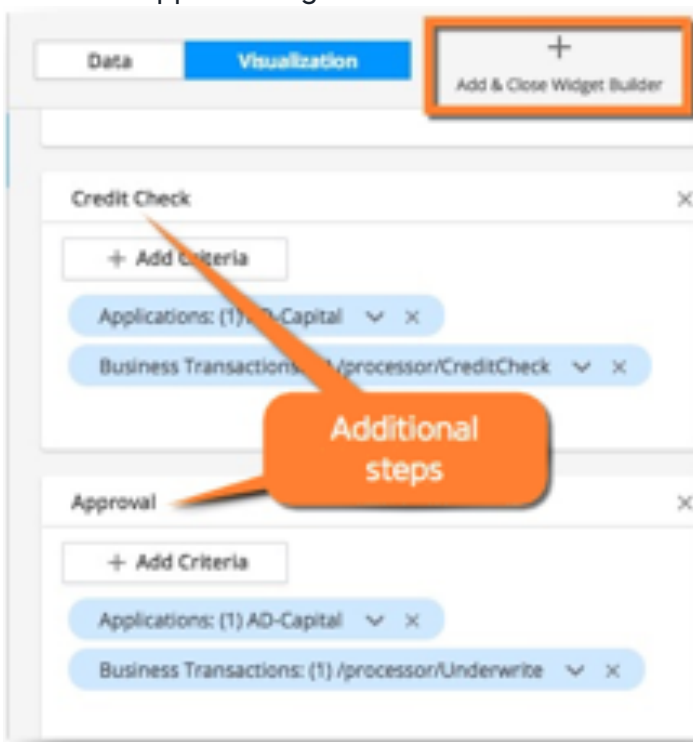 Data
Visualization
+
Add & Close Widget Builder
Credit Check
×
+ Add Criteria
Applications: (1) AD-Capital ×
Business Transactions: (1) /processor/CreditCheck ×
Additional
steps
Approval
×
+ Add Criteria
Applications: (1) AD-Capital ×
Business Transactions: (1) /processor/Underwrite ×